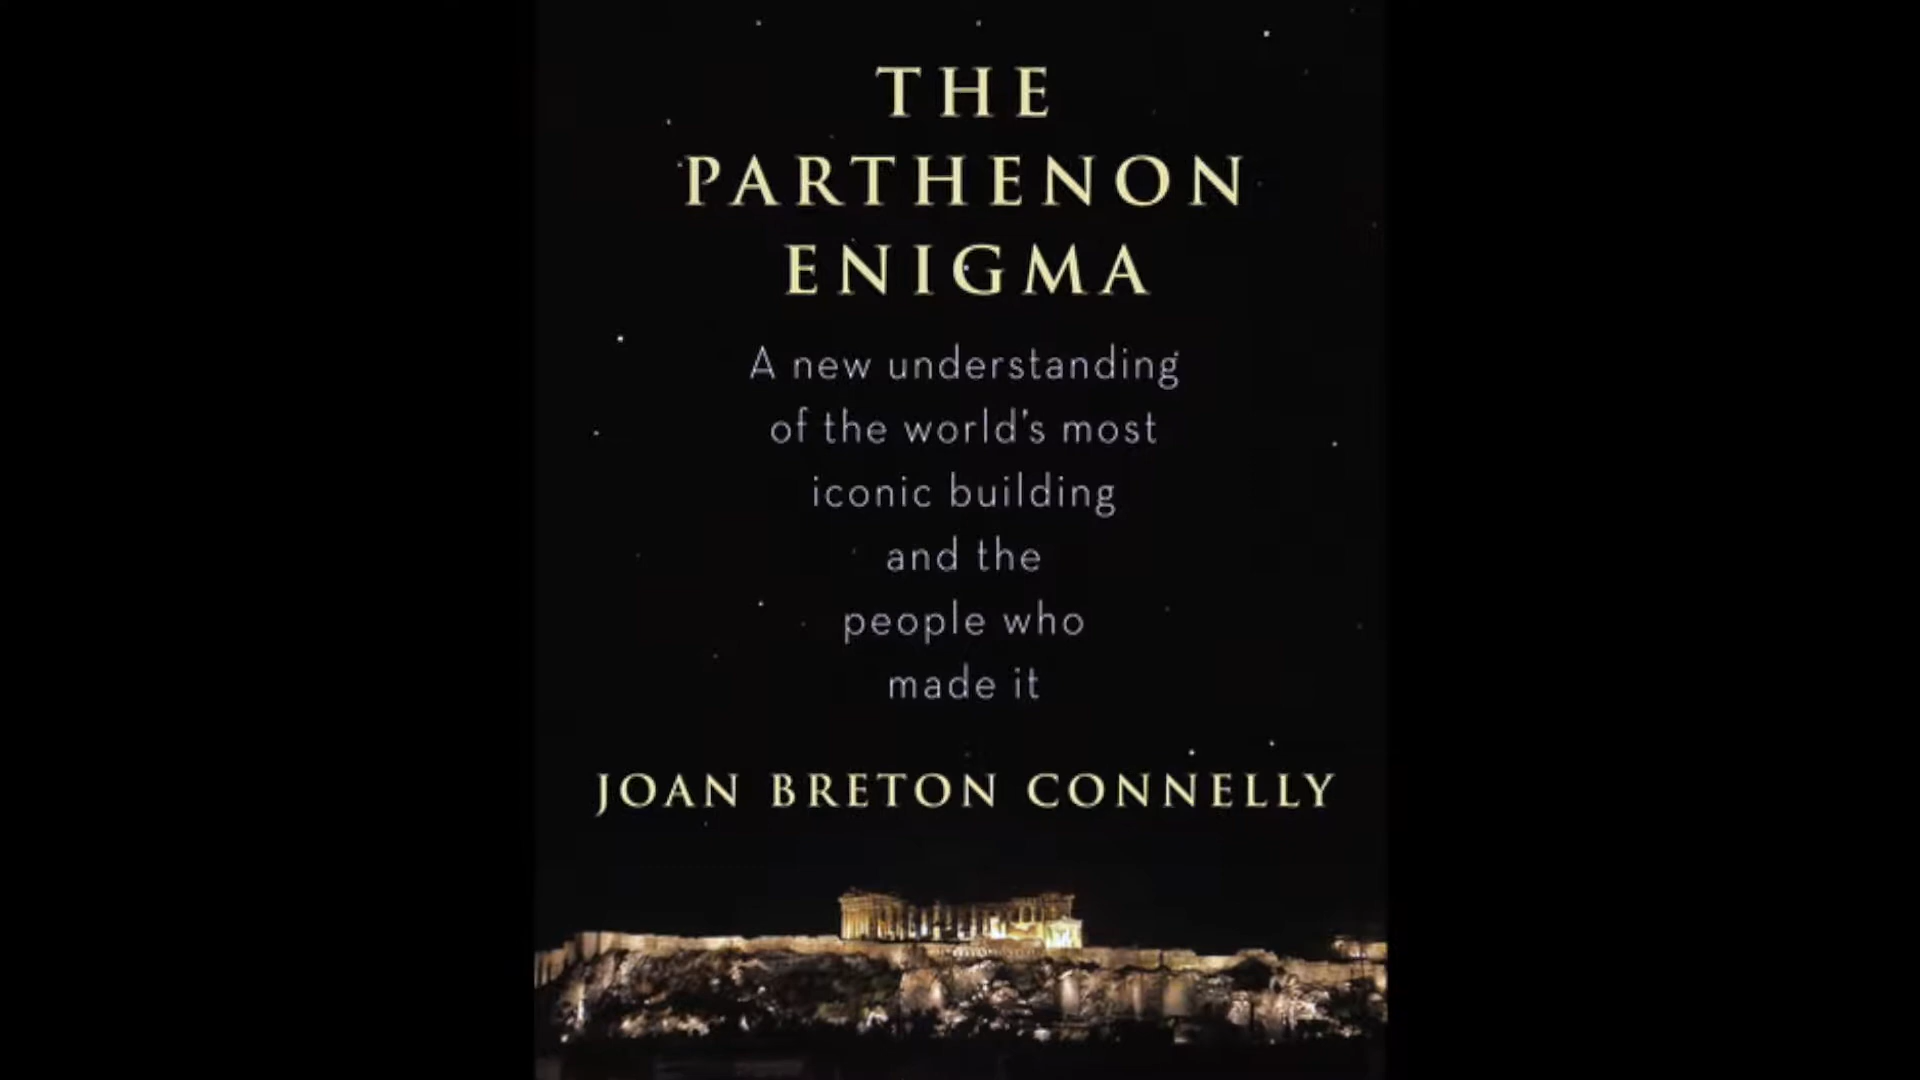 THE
PARTHENON
ENIGMA
A new understanding
of the world's most
iconic building
and the
people who
made it
JOAN BRETON CONNELLY